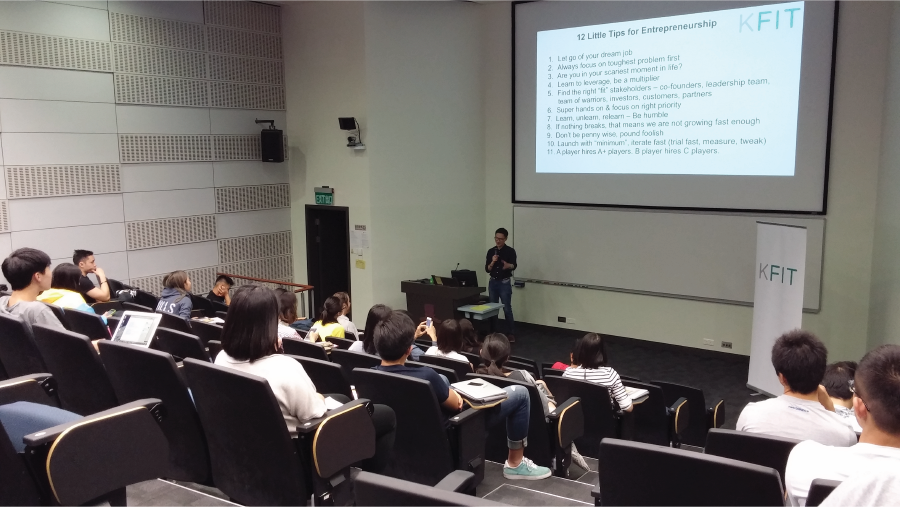 KFIT
12 Little Tips for Entrepreneurship
1. Let go of your dream job
2. Always focus on toughest problem first
3. Are you in your scariest moment in life?
4. Learn to leverage, be a multiplier
5. Find the right "fit" stakeholders – co-founders, leadership team,
team of warriors, investors, customers, partners
6. Super hands on & focus on right priority
7. Learn, unlearn, relearn – Be humble
8. If nothing breaks, that means we are not growing fast enough
9. Don't be penny wise, pound foolish
10. Launch with "minimum", iterate fast (trial fast, measure, tweak)
11. A player hires A+ players. B player hires C players.
KFIT